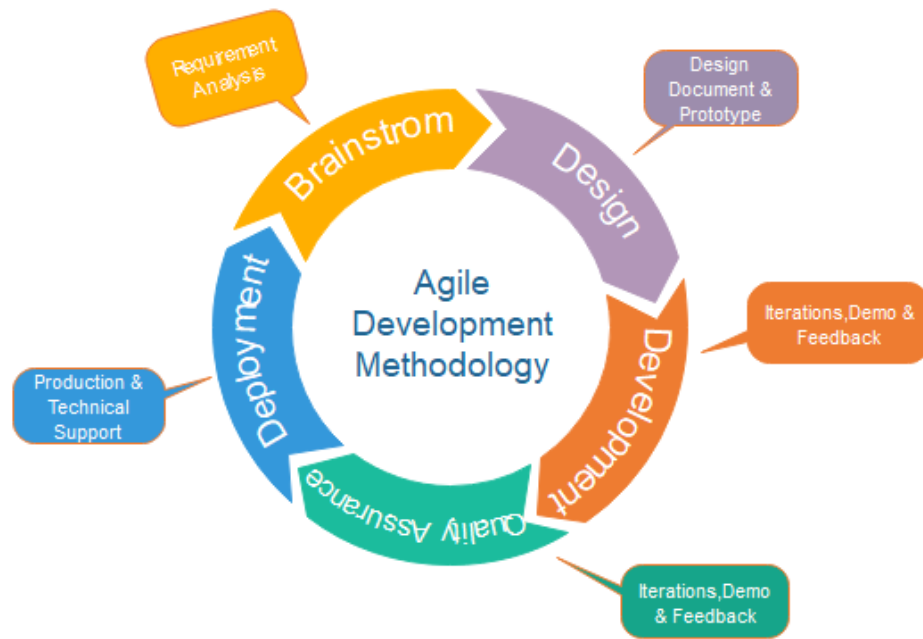 Requirement
Analysis
Brainstrom
Design
Document &
Prototype
Design
Agile
Development
Methodology
Iterations,Demo &
Feedback
Development
Production &
Technical
Support
Deployment
Quality Assurance
Iterations,Demo
& Feedback